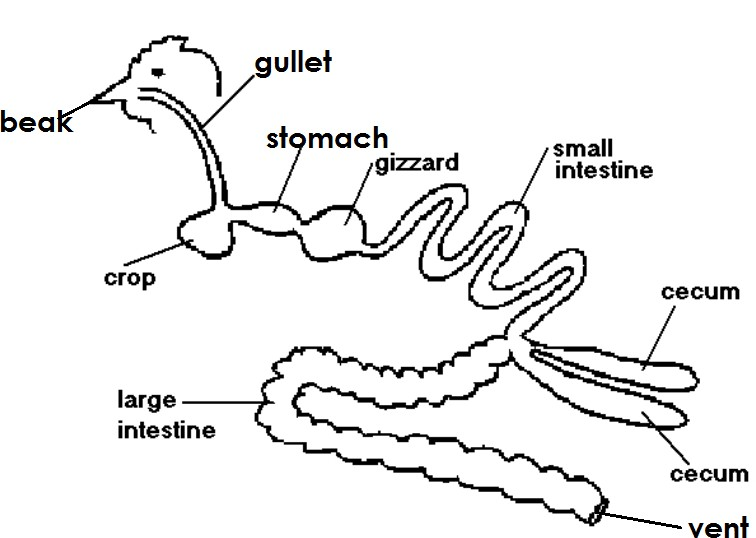 gullet
beak
stomach
gizzard
small
intestine
crop
cecum
large
intestine
cecum
vent